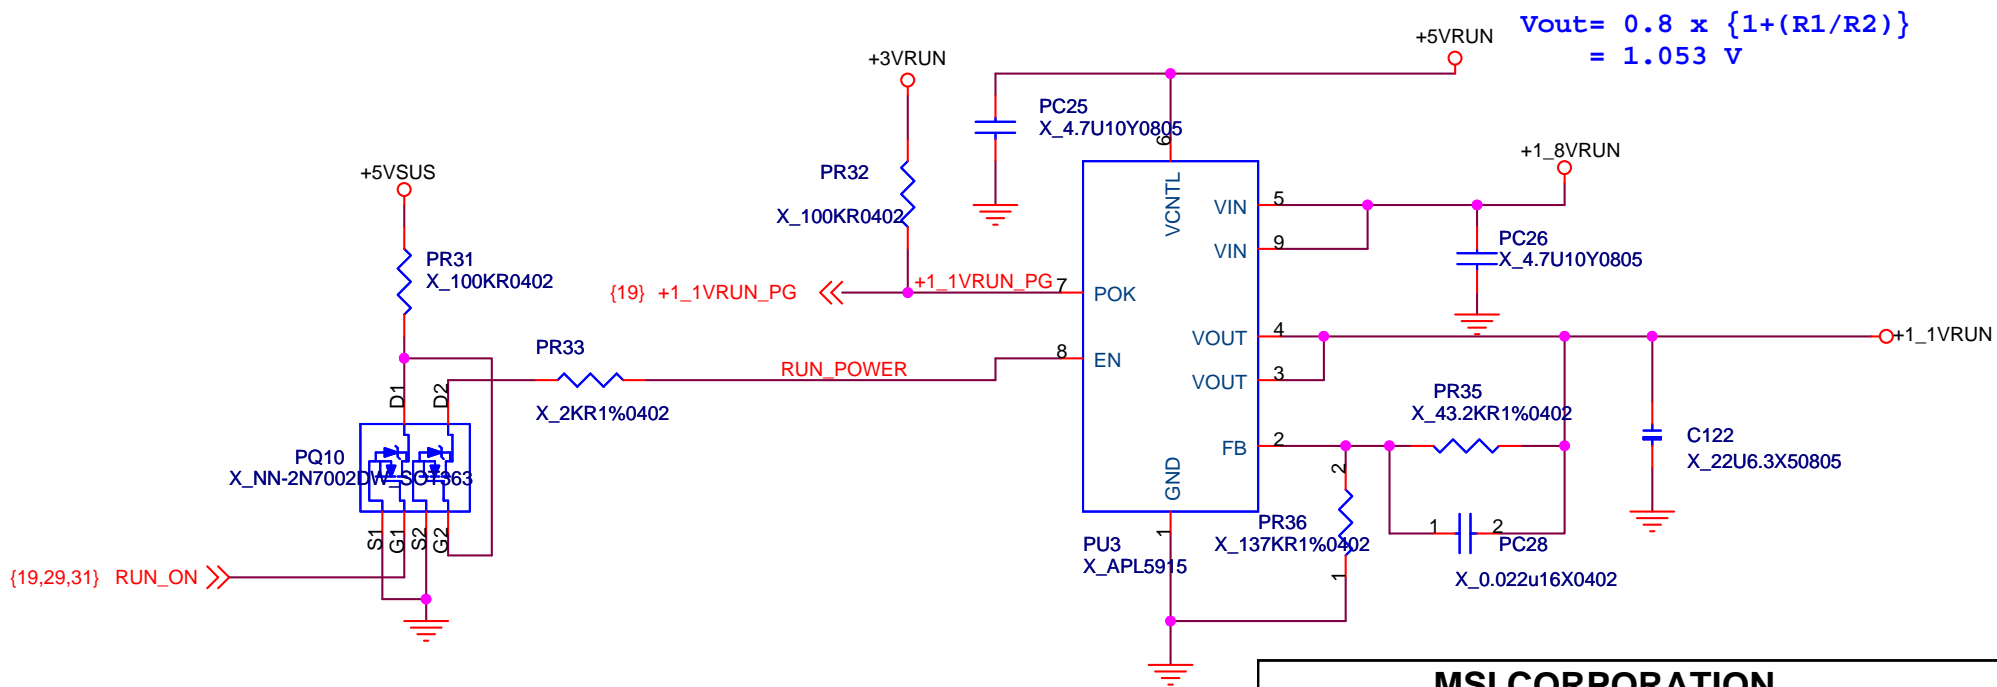 Vout= 0.8 x {1+(R1/R2)}
= 1.053 V
+5VRUN
+3VRUN
PC25
X_4.7U10Y0805
6
+1_8VRUN
+5VSUS
PR32
X_100KR0402
VCNTL
VIN
5
VIN
9
PC26
X_4.7U10Y0805
PR31
X_100KR0402
{19} +1_1VRUN_PG
+1_1VRUN_PG
7
POK
VOUT
4
+1_1VRUN
PR33
8
EN
RUN_POWER
VOUT
3
X_2KR1%0402
D1
D2
PR35
X_43.2KR1%0402
FB
2
C122
X_22U6.3X50805
PQ10
X_NN-2N7002DW_SOT363
GND
2
PR36
X_137KR1%0402
1
2
PC28
X_0.022u16X0402
S1
G1
S2
G2
PU3
X_APL5915
1
1
{19,29,31} RUN_ON
MSI CORPORATION